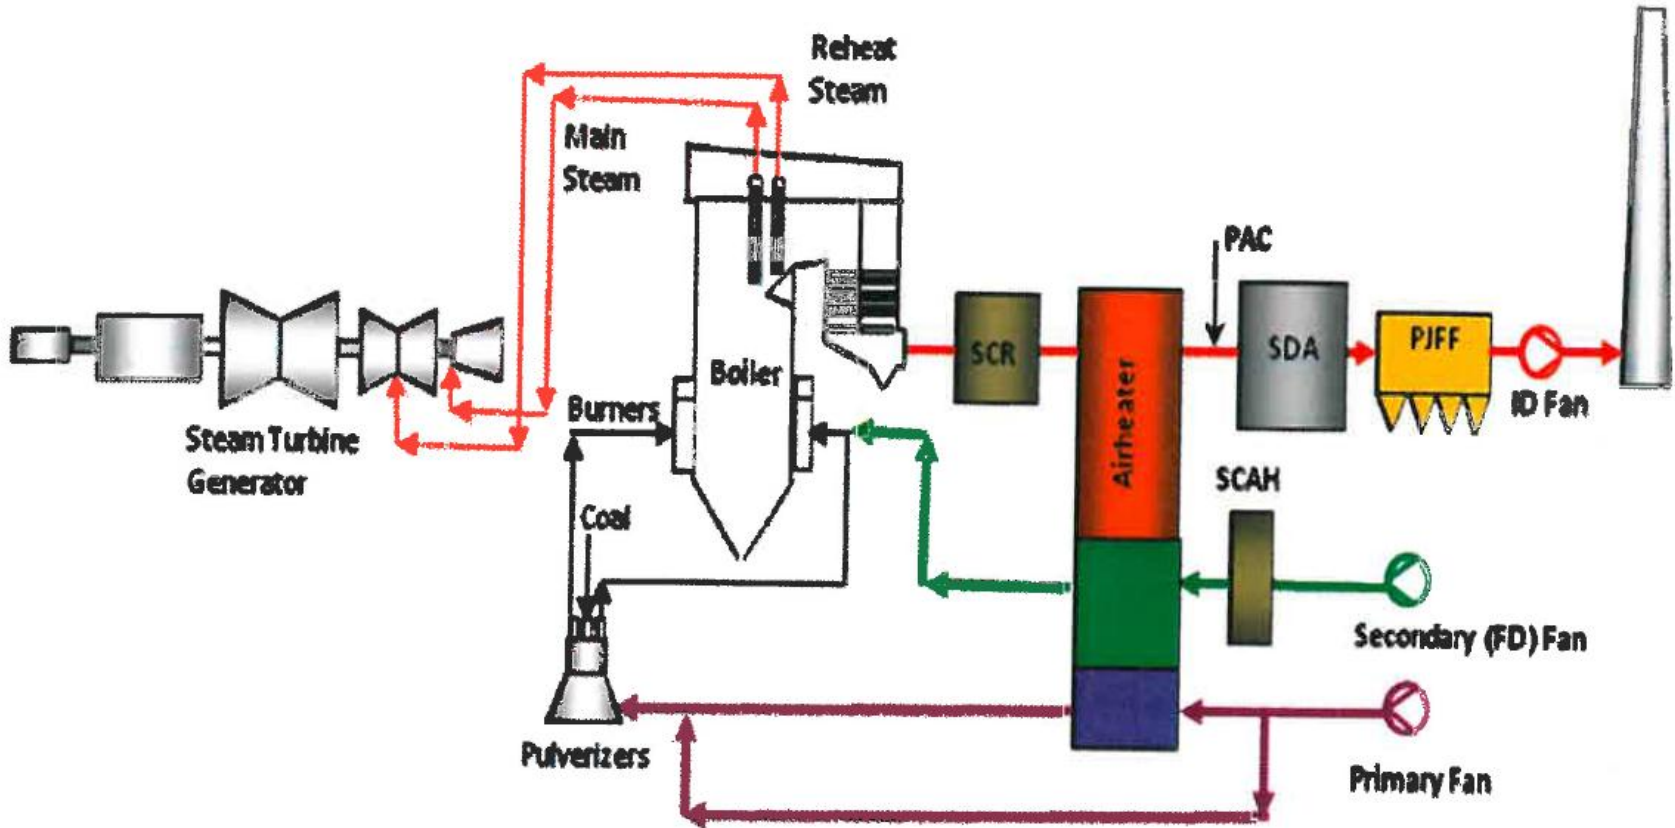 Reheat
Steam
Main
Steam
PAC
SCR
SDA
PJFF
Boiler
ID Fan
Burners
Airheater
Steam Turbine
Generator
SCAH
Coal
Secondary (FD) Fan
Pulverizers
Primary Fan